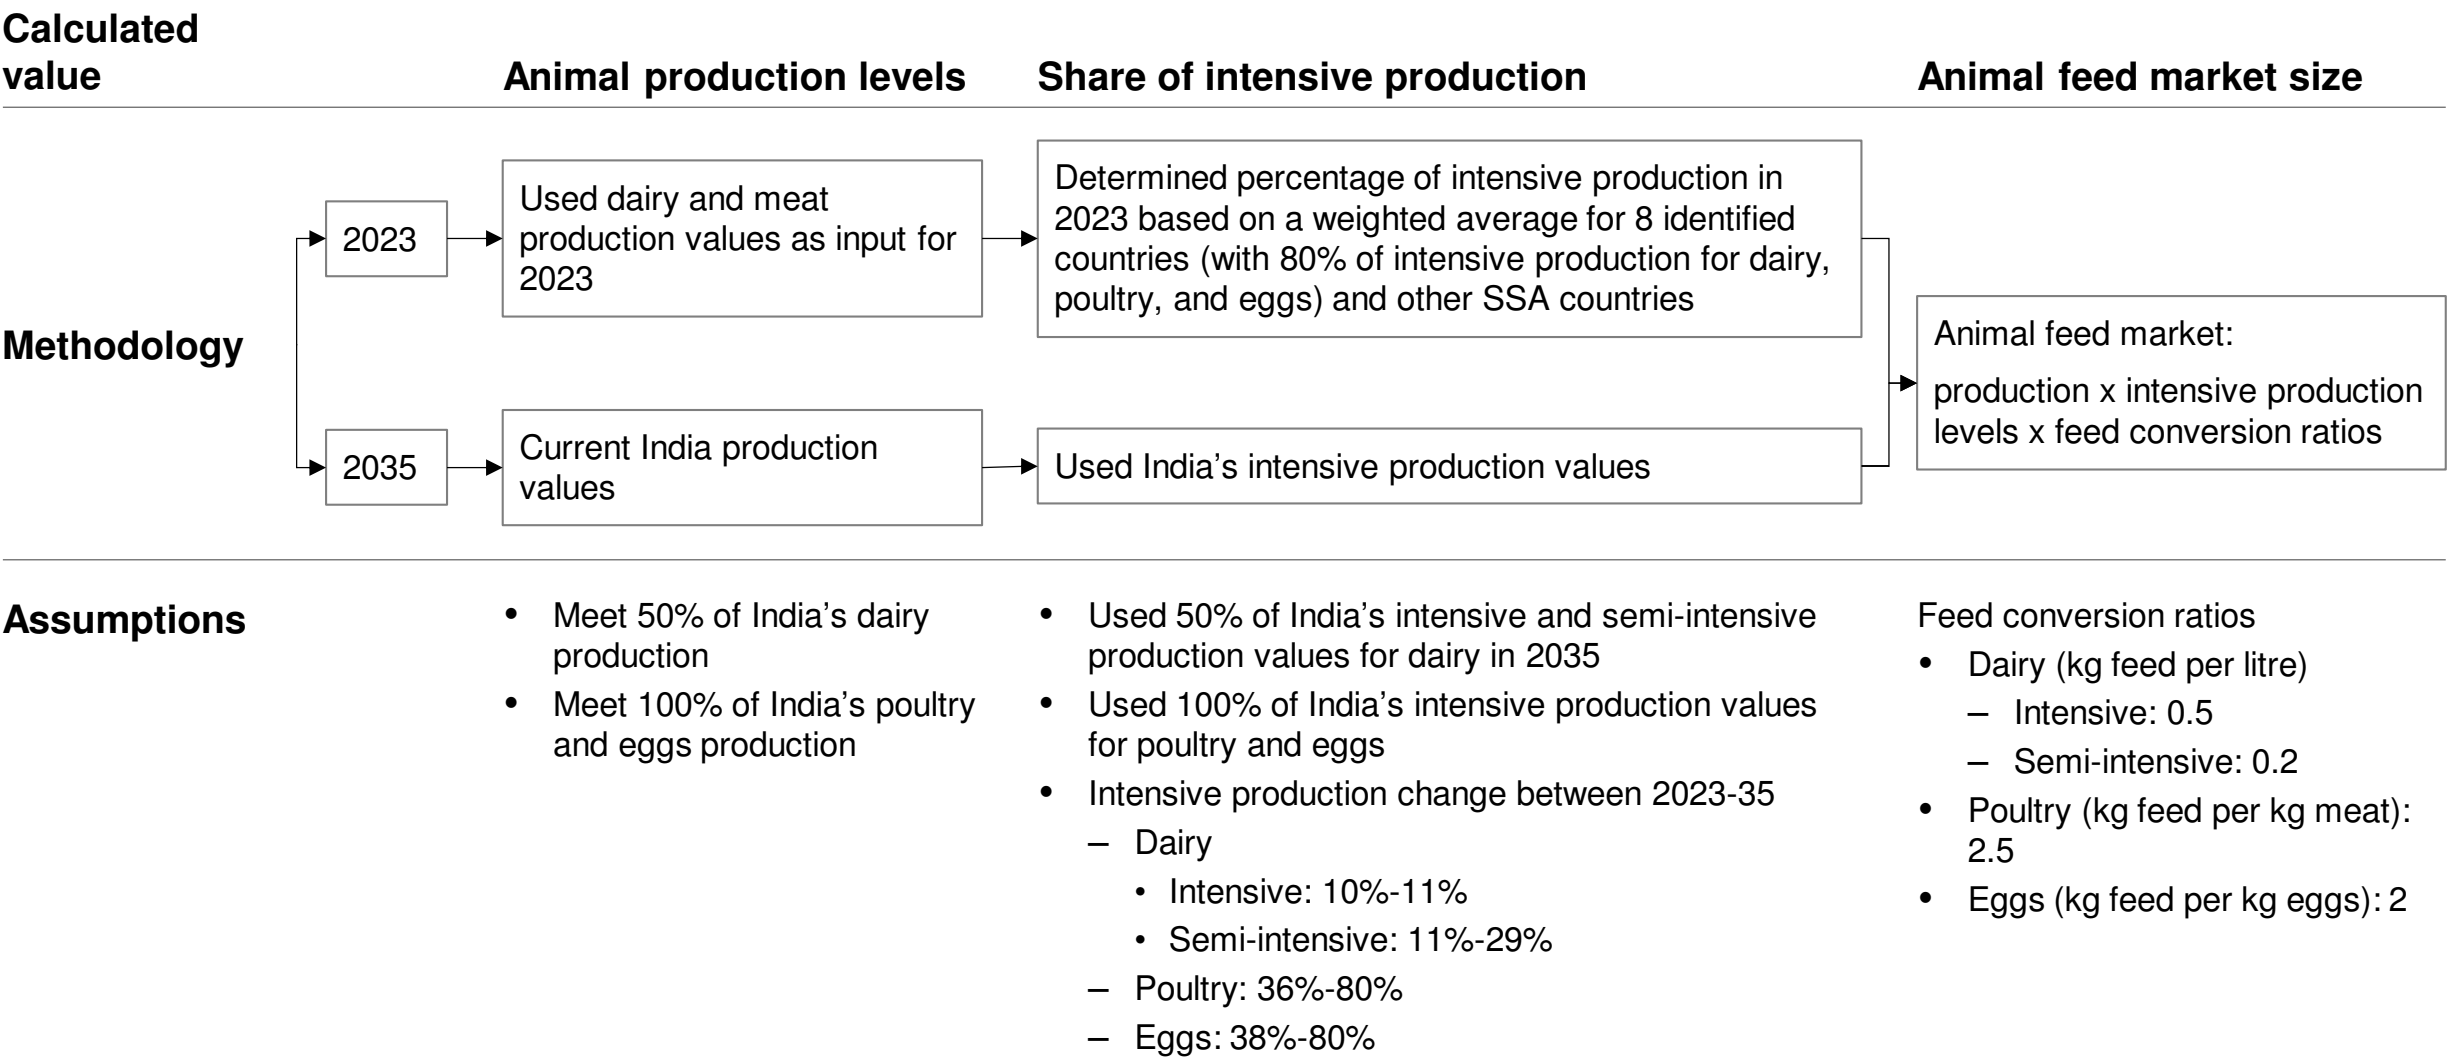 Calculated
value
Animal production levels
Share of intensive production
Animal feed market size
Methodology
2023
Used dairy and meat
production values as input for
2023
Determined percentage of intensive production in
2023 based on a weighted average for 8 identified
countries (with 80% of intensive production for dairy,
poultry, and eggs) and other SSA countries
2035
Current India production
values
Used India’s intensive production values
Animal feed market:
production x intensive production
levels x feed conversion ratios
Assumptions
• Meet 50% of India’s dairy
production
• Meet 100% of India’s poultry
and eggs production
• Used 50% of India’s intensive and semi-intensive
production values for dairy in 2035
• Used 100% of India’s intensive production values
for poultry and eggs
• Intensive production change between 2023-35
– Dairy
• Intensive: 10%-11%
• Semi-intensive: 11%-29%
– Poultry: 36%-80%
– Eggs: 38%-80%
Feed conversion ratios
• Dairy (kg feed per litre)
– Intensive: 0.5
– Semi-intensive: 0.2
• Poultry (kg feed per kg meat):
2.5
• Eggs (kg feed per kg eggs): 2